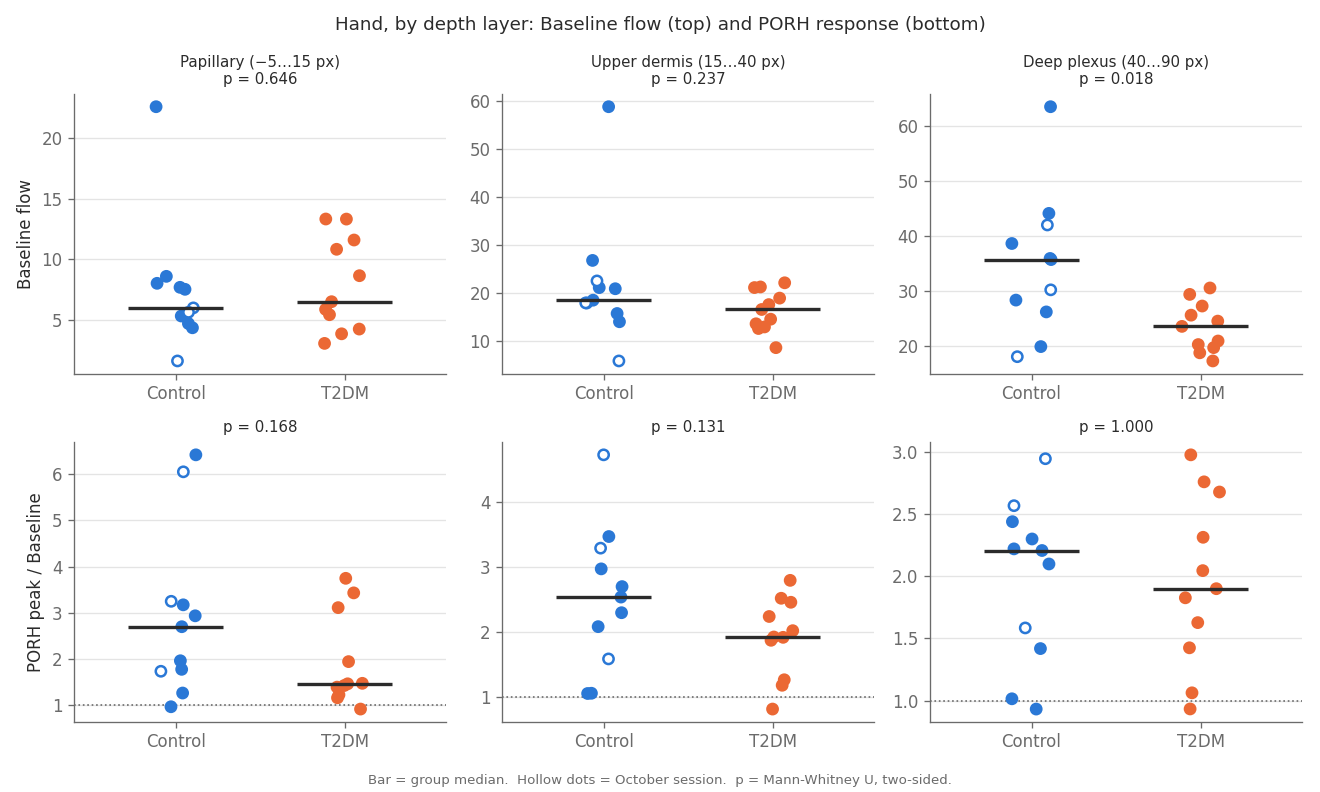 Hand, by depth layer: Baseline flow (top) and PORH response (bottom)
Papillary (−5…15 px)
p = 0.646
Upper dermis (15…40 px)
p = 0.237
Deep plexus (40…90 px)
p = 0.018
Baseline flow
20
15
10
5
Control
T2DM
60
50
40
30
20
10
Control
T2DM
60
50
40
30
20
Control
T2DM
p = 0.168
p = 0.131
p = 1.000
PORH peak / Baseline
6
5
4
3
2
1
Control
T2DM
4
3
2
1
Control
T2DM
3.0
2.5
2.0
1.5
1.0
Control
T2DM
Bar = group median.  Hollow dots = October session.  p = Mann-Whitney U, two-sided.